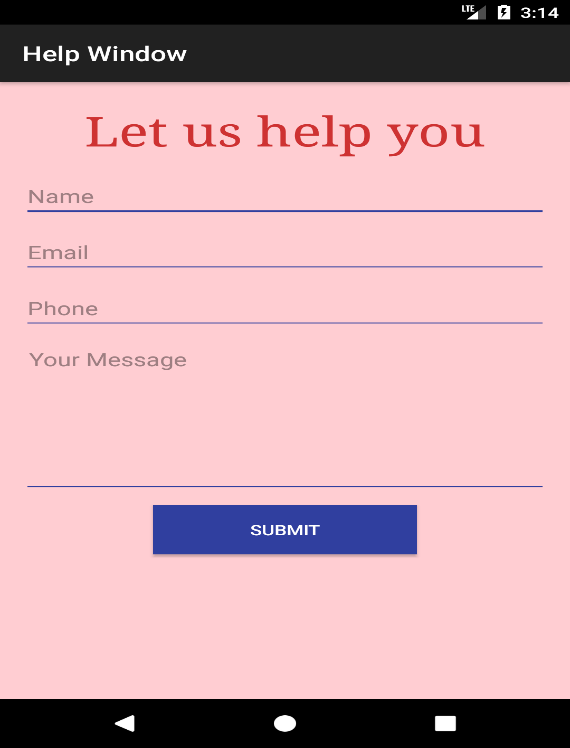 LTE 3:14
Help Window
Let us help you
Name
Email
Phone
Your Message
SUBMIT